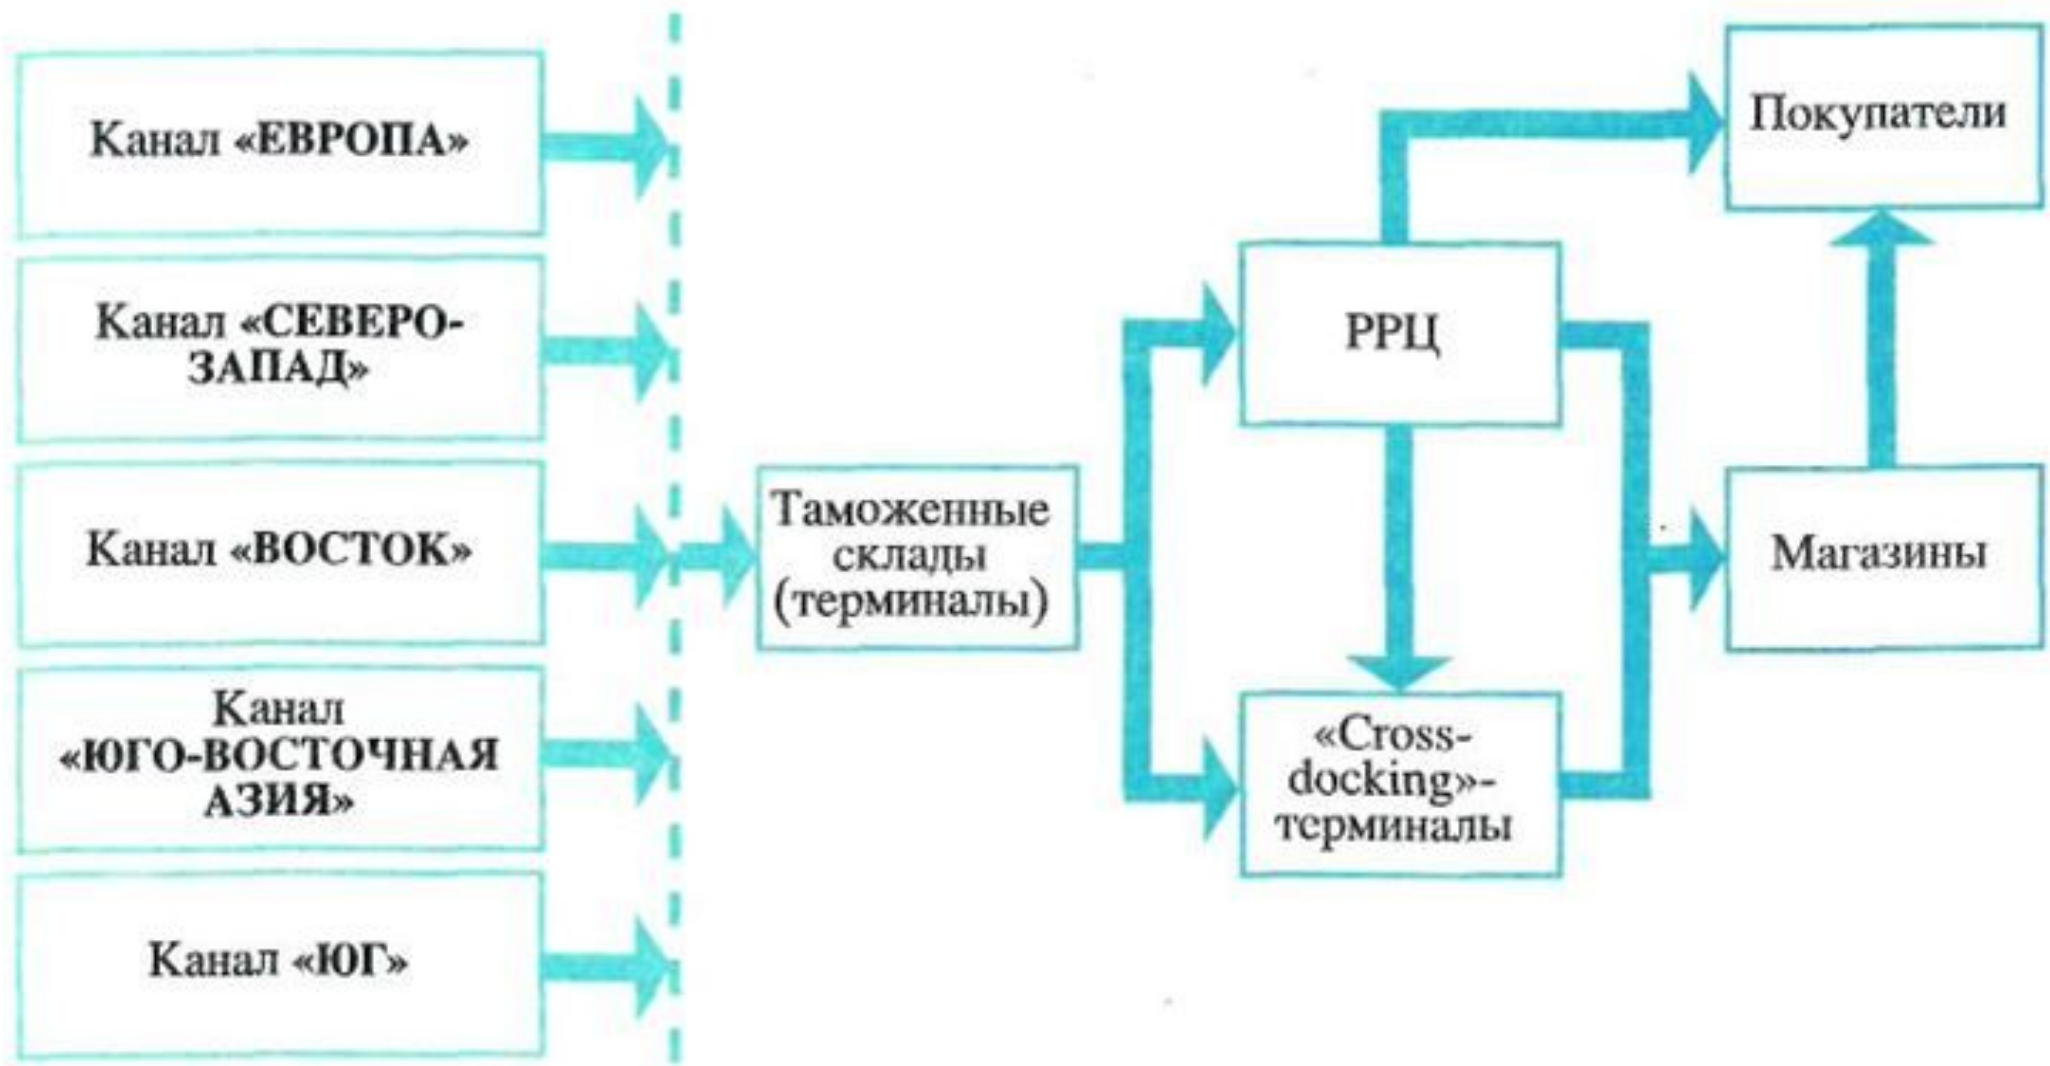 Канал «ЕВРОПА»
Канал «СЕВЕРО-
ЗАПАД»
Канал «ВОСТОК»
Канал
«ЮГО-ВОСТОЧНАЯ
АЗИЯ»
Канал «ЮГ»
Таможенные
склады
(терминалы)
РРЦ
«Cross-
docking»-
терминалы
Покупатели
Магазины